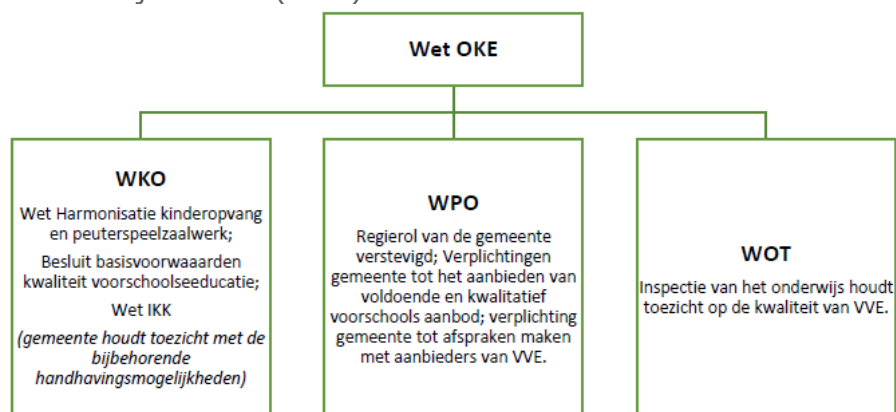 Wet OKE
WKO
Wet Harmonisatie kinderopvang
en peuterspeelzaalwerk;
Besluit basisvoorwaaarden
kwaliteit voorschoolseeducatie;
Wet IKK
(gemeente houdt toezicht met de
bijbehorende
handhavingsmogelijkheden)
WPO
Regierol van de gemeente
verstevigd; Verplichtingen
gemeente tot het aanbieden van
voldoende en kwalitatief
voorschools aanbod; verplichting
gemeente tot afspraken maken
met aanbieders van VVE.
WOT
Inspectie van het onderwijs houdt
toezicht op de kwaliteit van VVE.